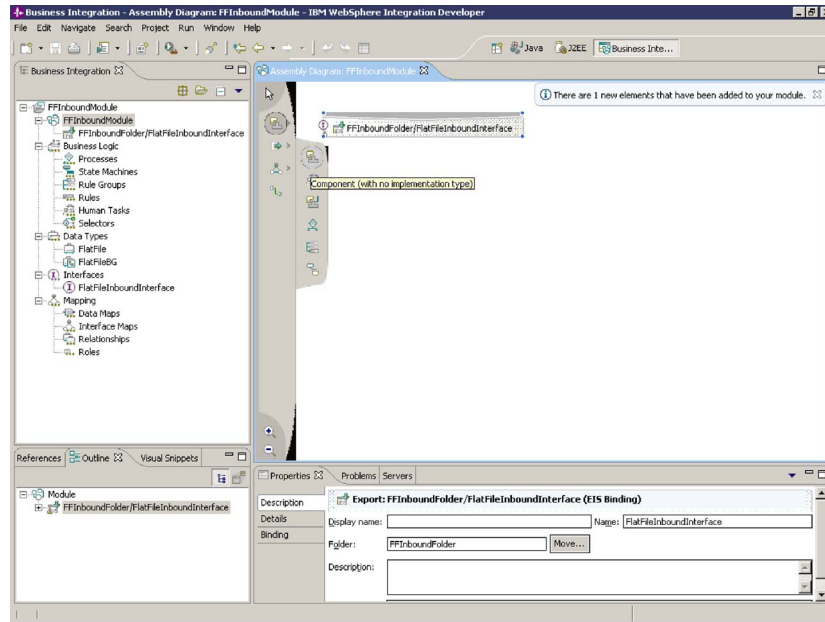 Business Integration - Assembly Diagram: FFInboundModule - IBM WebSphere Integration Developer
File Edit Navigate Search Project Run Window Help
Java J2EE Business Inte...
Business Integration
FFInboundModule
FFInboundModule
FFInboundFolder/FlatFileInboundInterface
Business Logic
Processes
State Machines
Rule Groups
Rules
Human Tasks
Selectors
Data Types
FlatFile
FlatFileBG
Interfaces
FlatFileInboundInterface
Mapping
Data Maps
Interface Maps
Relationships
Roles
Assembly Diagram: FFInboundModule
There are 1 new elements that have been added to your module.
FFInboundFolder/FlatFileInboundInterface
Component (with no implementation type)
References Outline Visual Snippets
Module
FFInboundFolder/FlatFileInboundInterface
Properties Problems Servers
Description
Details
Binding
Export: FFInboundFolder/FlatFileInboundInterface (EIS Binding)
Display name: Name: FlatFileInboundInterface
Folder: FFInboundFolder Move...
Description: